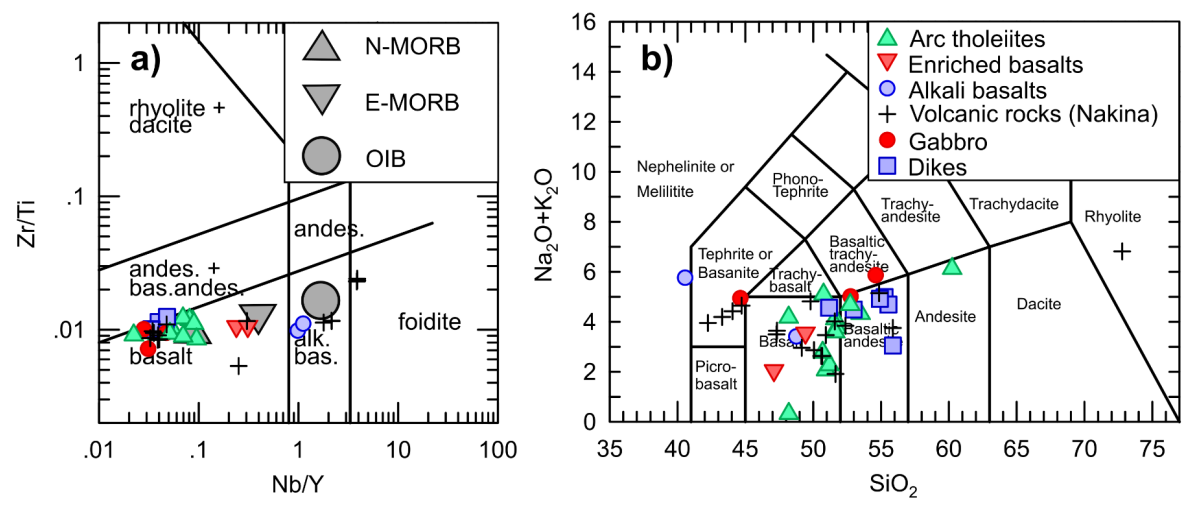 a)
N-MORB
E-MORB
OIB
rhyolite +
dacite
andes.
andes. +
bas.andes.
basalt
alk.
bas.
foidite
1
.1
.01
Zr/Ti
.01
.1
1
10
100
Nb/Y
b)
Arc tholeiites
Enriched basalts
Alkali basalts
Volcanic rocks (Nakina)
Gabbro
Dikes
16
14
12
10
8
6
4
2
0
Na2O+K2O
Nephelinite or
Melilitite
Phono-
Tephrite
Trachy-
andesite
Trachydacite
Rhyolite
Tephrite or
Basanite
Basaltic
trachy-
andesite
Trachy-
basalt
Andesite
Dacite
Basaltic
andesite
Basalt
Picro-
basalt
35
40
45
50
55
60
65
70
75
SiO2